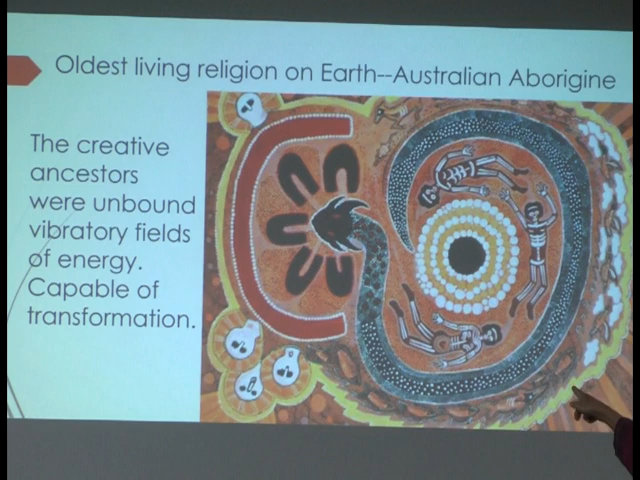 Oldest living religion on Earth--Australian Aborigine
The creative
ancestors
were unbound
vibratory fields
of energy.
Capable of
transformation.